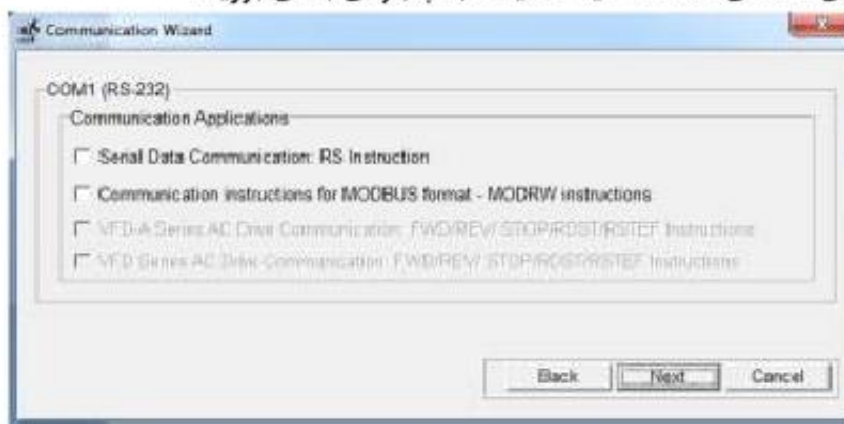 Communication Wizard
COM1 (RS-232)
Communication Applications
Serial Data Communication: RS Instruction
Communication instructions for MODBUS format - MODRW instructions
VFD-A Series AC Drive Communication: FWD/REV/ STOP/RDST/RSTEF Instructions
VFD Series AC Drive Communication: FWD/REV/ STOP/RDST/RSTEF Instructions
Back Next Cancel